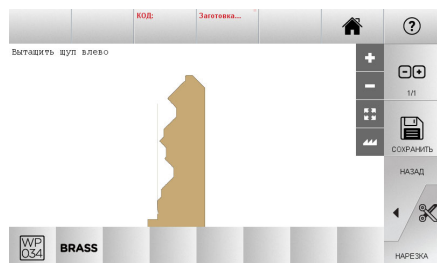 КОД:
Заготовка...
Вытащить щуп влево
1/1
СОХРАНИТЬ
НАЗАД
НАРЕЗКА
WP
034
BRASS